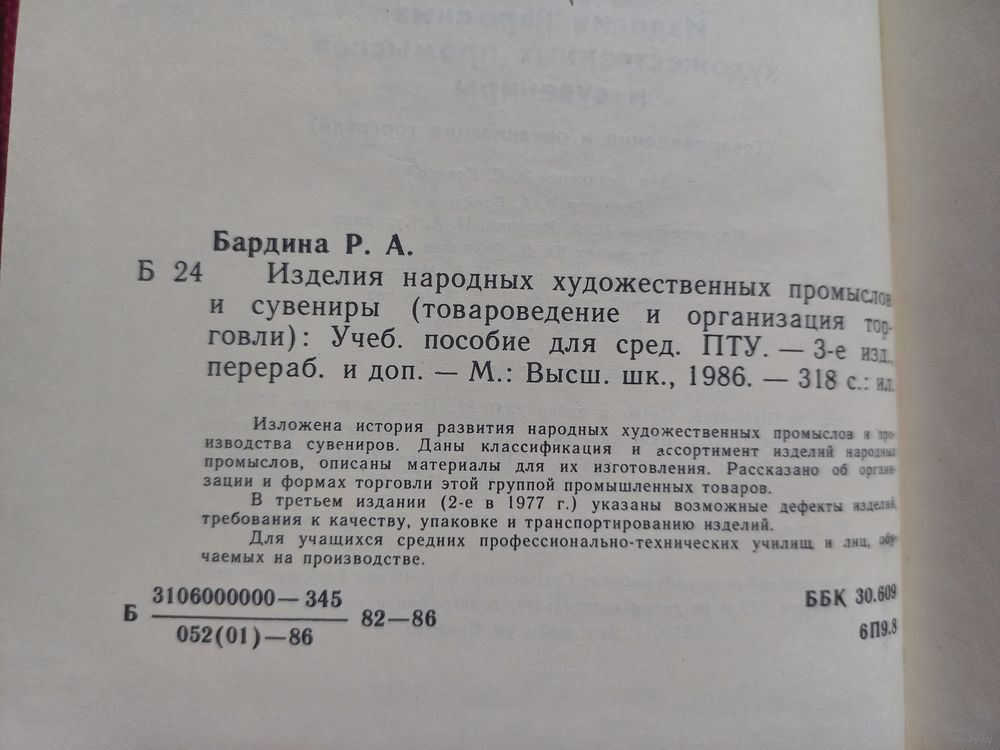 Бардина Р. А.
Б 24 Изделия народных художественных промыслов
и сувениры (товароведение и организация тор-
говли): Учеб. пособие для сред. ПТУ. — 3-е изд.,
перераб. и доп. — М.: Высш. шк., 1986. — 318 с.: ил.
Изложена история развития народных художественных промыслов и про-
изводства сувениров. Даны классификация и ассортимент изделий народных
промыслов, описаны материалы для их изготовления. Рассказано об органи-
зации и формах торговли этой группой промышленных товаров.
В третьем издании (2-е в 1977 г.) указаны возможные дефекты изделий,
требования к качеству, упаковке и транспортированию изделий.
Для учащихся средних профессионально-технических училищ и лиц, обу-
чаемых на производстве.
Б 3106000000—345 82—86
052(01)—86
ББК 30.609
6П9.8